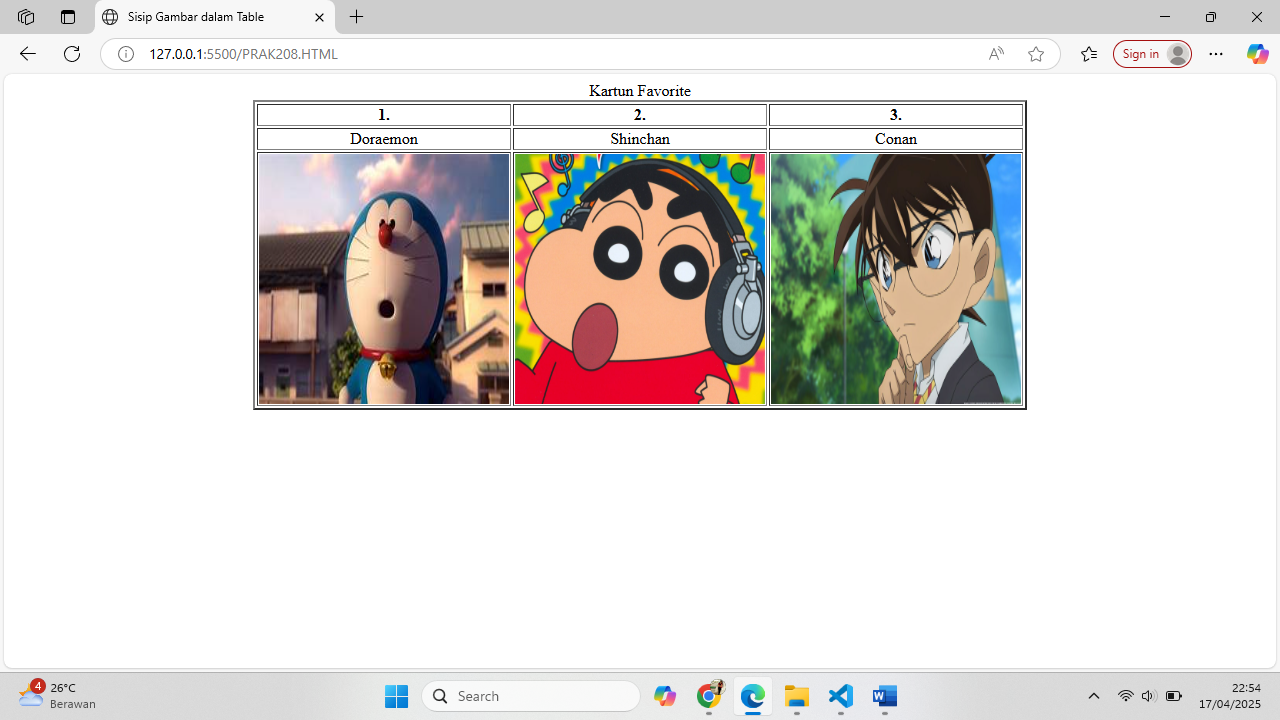 Sisip Gambar dalam Table
127.0.0.1:5500/PRAK208.HTML
Sign in
Kartun Favorite
1. 2. 3.
Doraemon Shinchan Conan
4
26°C
Berawan
Search
22:54
17/04/2025